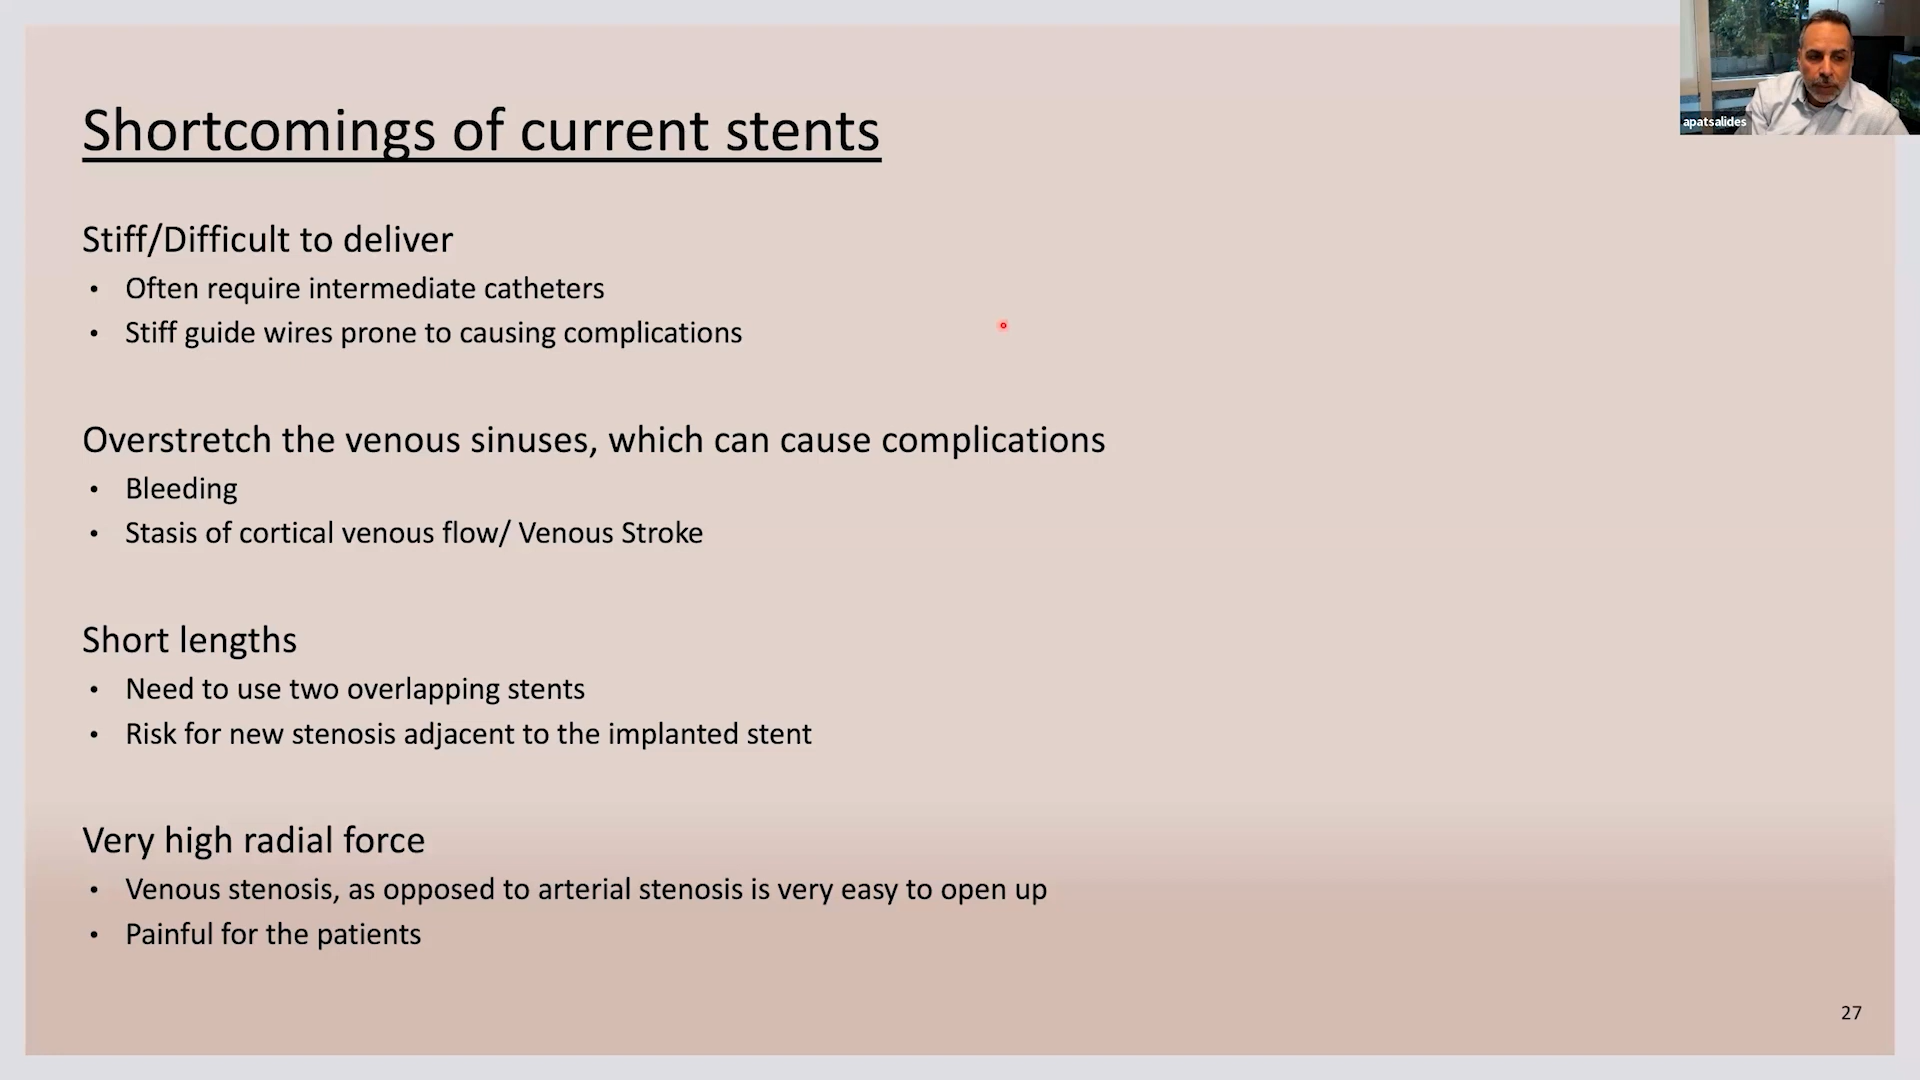 apatsalides
Shortcomings of current stents
Stiff/Difficult to deliver
• Often require intermediate catheters
• Stiff guide wires prone to causing complications
Overstretch the venous sinuses, which can cause complications
• Bleeding
• Stasis of cortical venous flow/ Venous Stroke
Short lengths
• Need to use two overlapping stents
• Risk for new stenosis adjacent to the implanted stent
Very high radial force
• Venous stenosis, as opposed to arterial stenosis is very easy to open up
• Painful for the patients
27